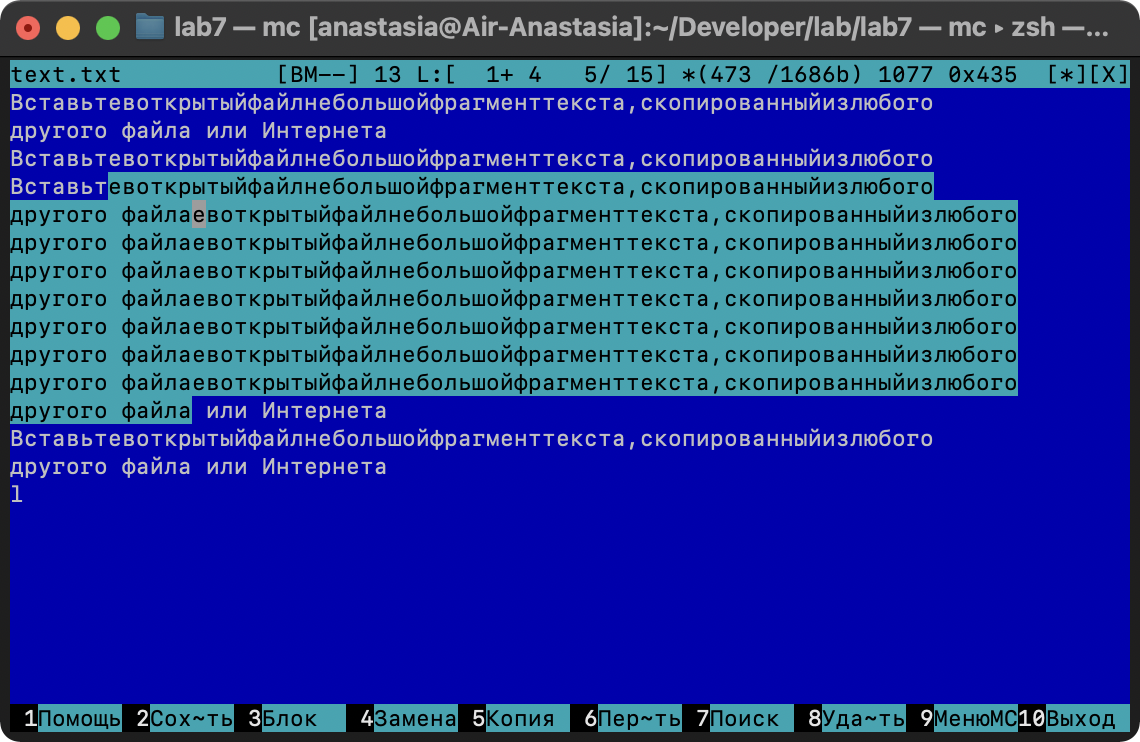 lab7 — mc [anastasia@Air-Anastasia]:~/Developer/lab/lab7 — mc ▸ zsh —...
text.txt [BM--] 13 L:[ 1+ 4 5/ 15] *(473 /1686b) 1077 0x435 [*][X]
Вставьтевоткрытыйфайлнебольшойфрагменттекста,скопированныйизлюбого
другого файла или Интернета
Вставьтевоткрытыйфайлнебольшойфрагменттекста,скопированныйизлюбого
Вставьтевоткрытыйфайлнебольшойфрагменттекста,скопированныйизлюбого
другого файлаевоткрытыйфайлнебольшойфрагменттекста,скопированныйизлюбого
другого файлаевоткрытыйфайлнебольшойфрагменттекста,скопированныйизлюбого
другого файлаевоткрытыйфайлнебольшойфрагменттекста,скопированныйизлюбого
другого файлаевоткрытыйфайлнебольшойфрагменттекста,скопированныйизлюбого
другого файлаевоткрытыйфайлнебольшойфрагменттекста,скопированныйизлюбого
другого файлаевоткрытыйфайлнебольшойфрагменттекста,скопированныйизлюбого
другого файлаевоткрытыйфайлнебольшойфрагменттекста,скопированныйизлюбого
другого файла или Интернета
Вставьтевоткрытыйфайлнебольшойфрагменттекста,скопированныйизлюбого
другого файла или Интернета
l
1Помощь 2Сох~ть 3Блок 4Замена 5Копия 6Пер~ть 7Поиск 8Уда~ть 9МенюMC 10Выход